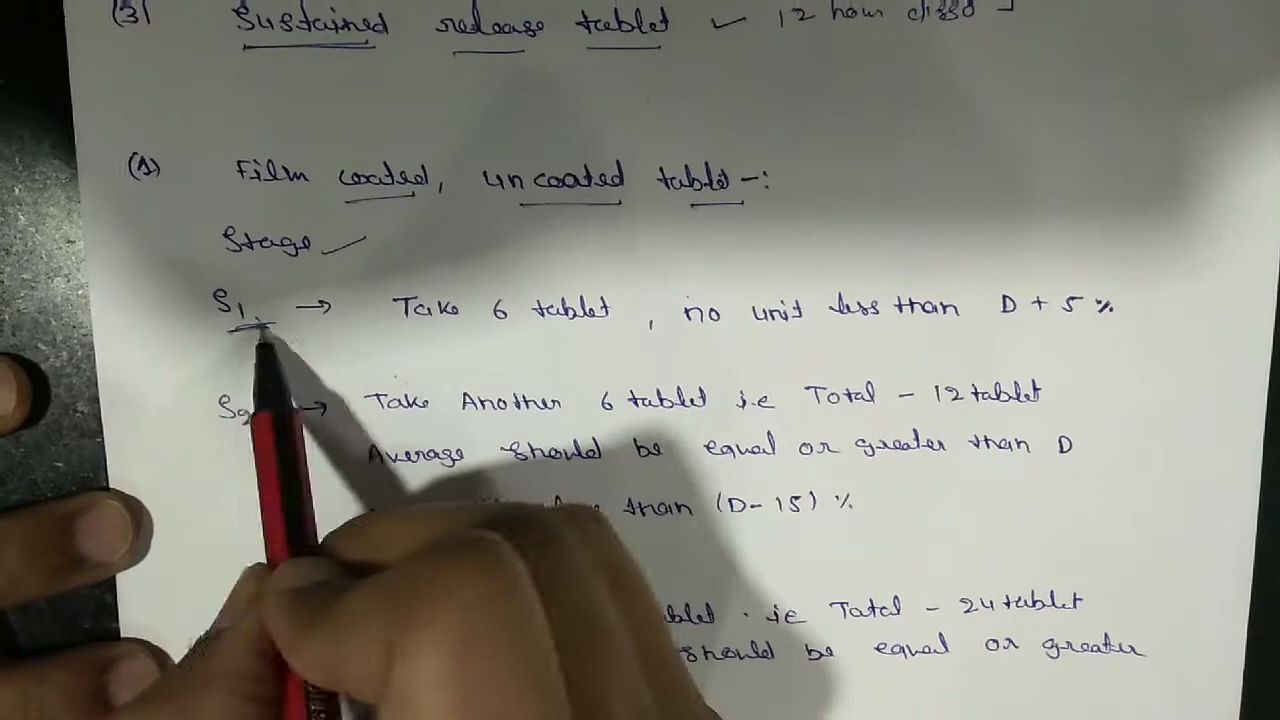 (3) Sustained release tablet ✓ 12 hour disso
(1) Film coated, uncoated tablet -:
Stage ✓
S1 → Take 6 tablet, no unit less than D + 5 %
S2 → Take Another 6 tablet i.e Total - 12 tablet
Average should be equal or greater than D
than (D-15) %
i.e Total - 24 tablet
should be equal or greater